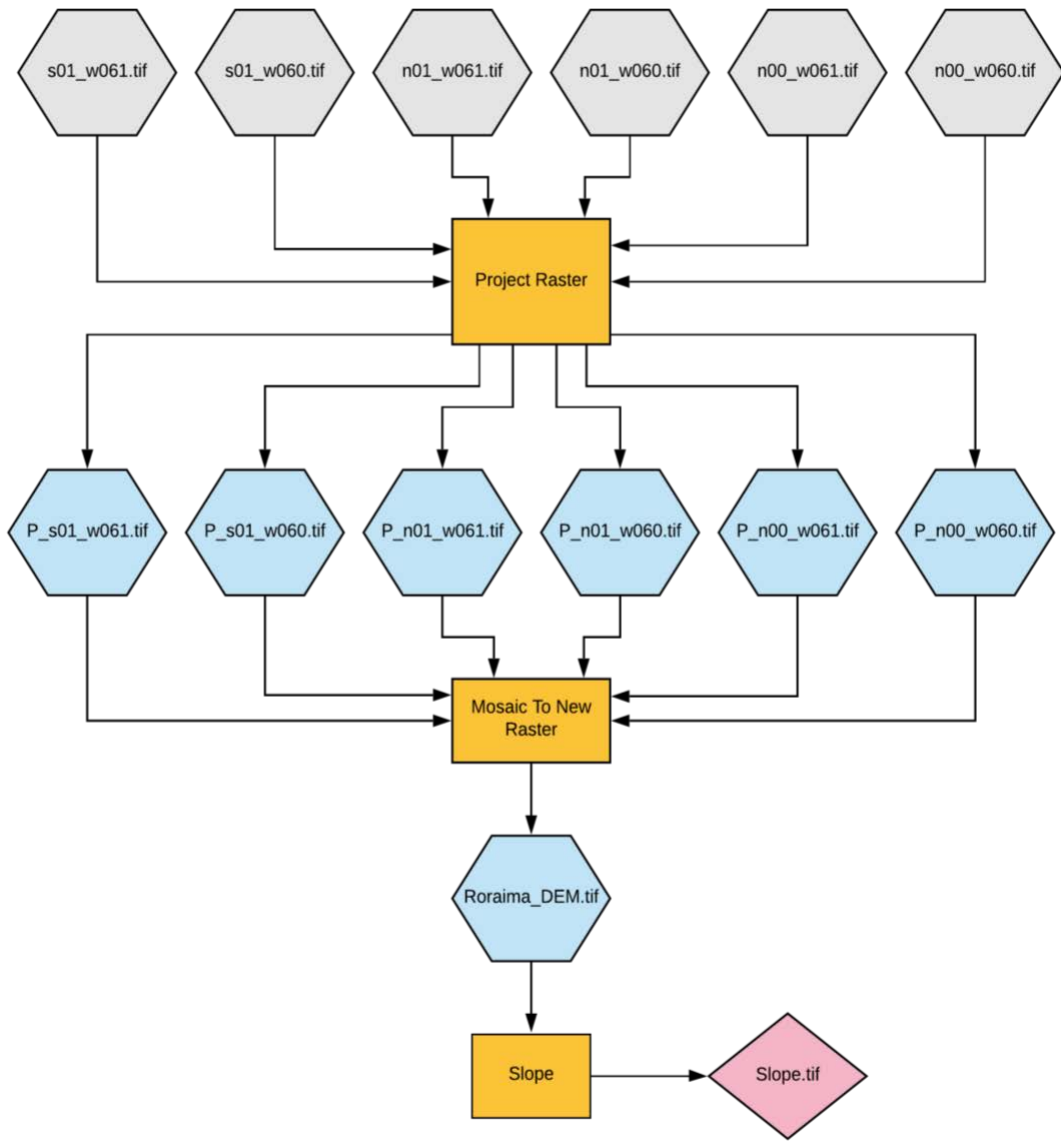 s01_w061.tif
s01_w060.tif
n01_w061.tif
n01_w060.tif
n00_w061.tif
n00_w060.tif
Project Raster
P_s01_w061.tif
P_s01_w060.tif
P_n01_w061.tif
P_n01_w060.tif
P_n00_w061.tif
P_n00_w060.tif
Mosaic To New
Raster
Roraima_DEM.tif
Slope
Slope.tif